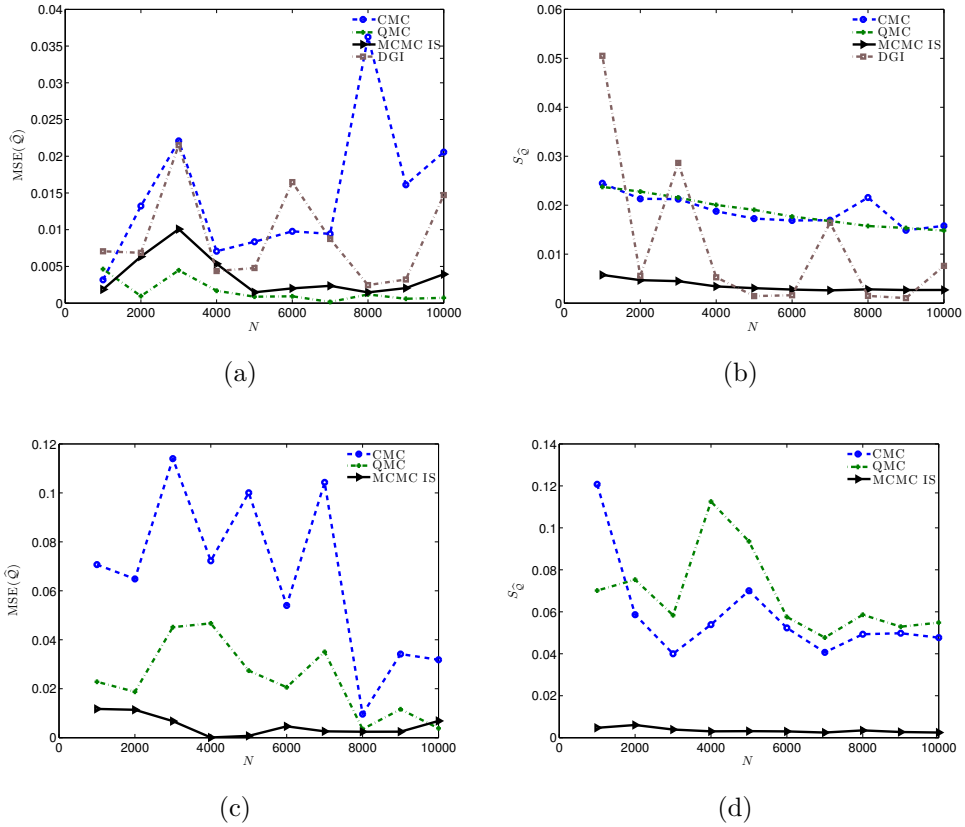 0.04
0.035
0.03
0.025
0.02
0.015
0.01
0.005
0
MSE(Q̂)
0 2000 4000 6000 8000 10000
N
CMC
QMC
MCMC IS
DGI
(a)
0.06
0.05
0.04
0.03
0.02
0.01
0
S_Q̂
0 2000 4000 6000 8000 10000
N
CMC
QMC
MCMC IS
DGI
(b)
0.12
0.1
0.08
0.06
0.04
0.02
0
MSE(Q̂)
0 2000 4000 6000 8000 10000
N
CMC
QMC
MCMC IS
(c)
0.14
0.12
0.1
0.08
0.06
0.04
0.02
0
S_Q̂
0 2000 4000 6000 8000 10000
N
CMC
QMC
MCMC IS
(d)